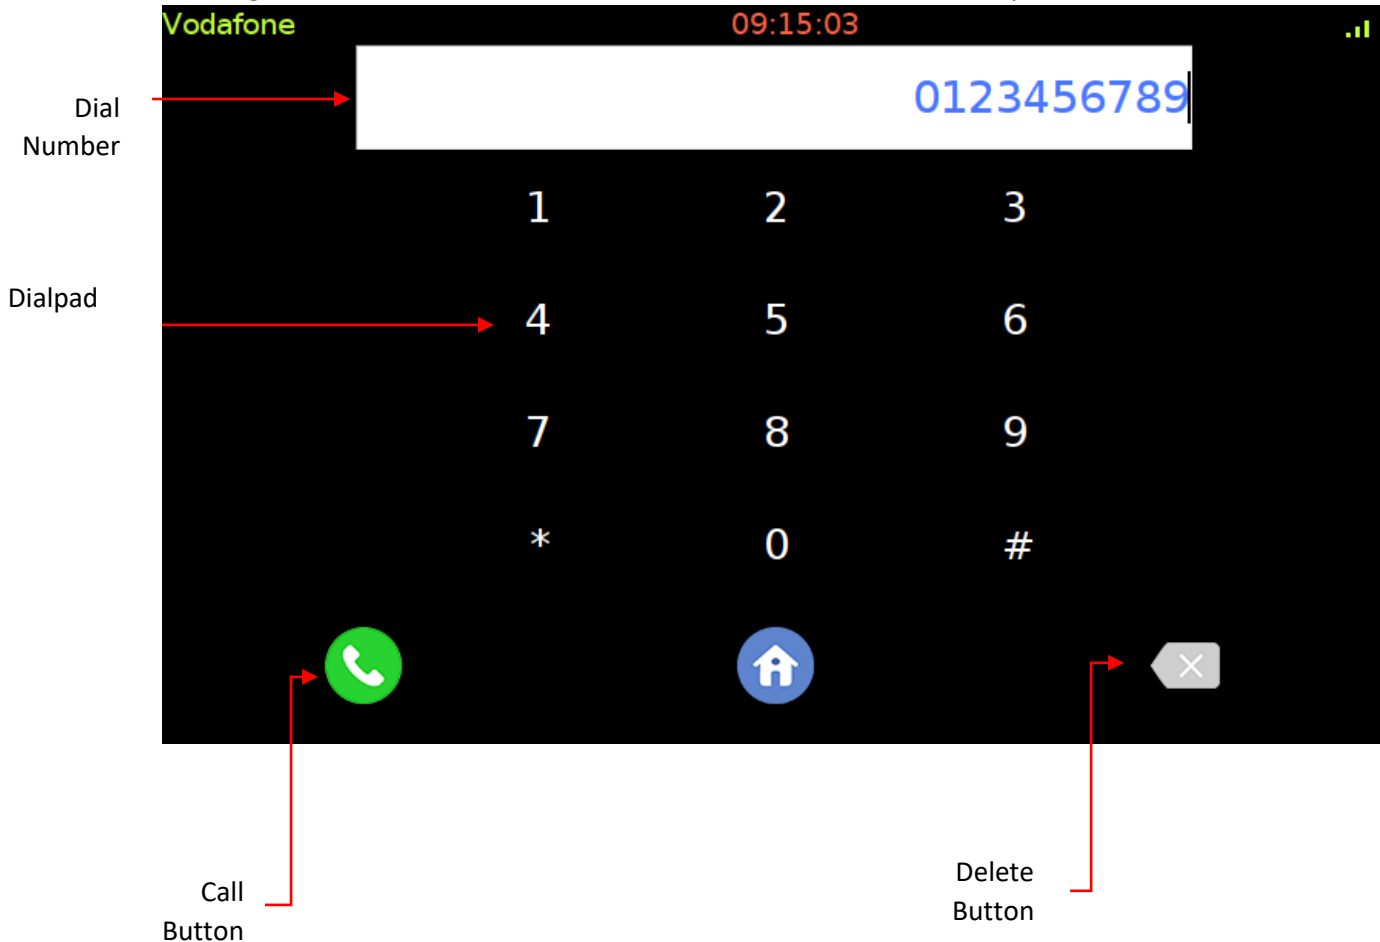 Vodafone 09:15:03
0123456789
Dial
Number
1 2 3
Dialpad
4 5 6
7 8 9
* 0 #
Call
Button
Delete
Button